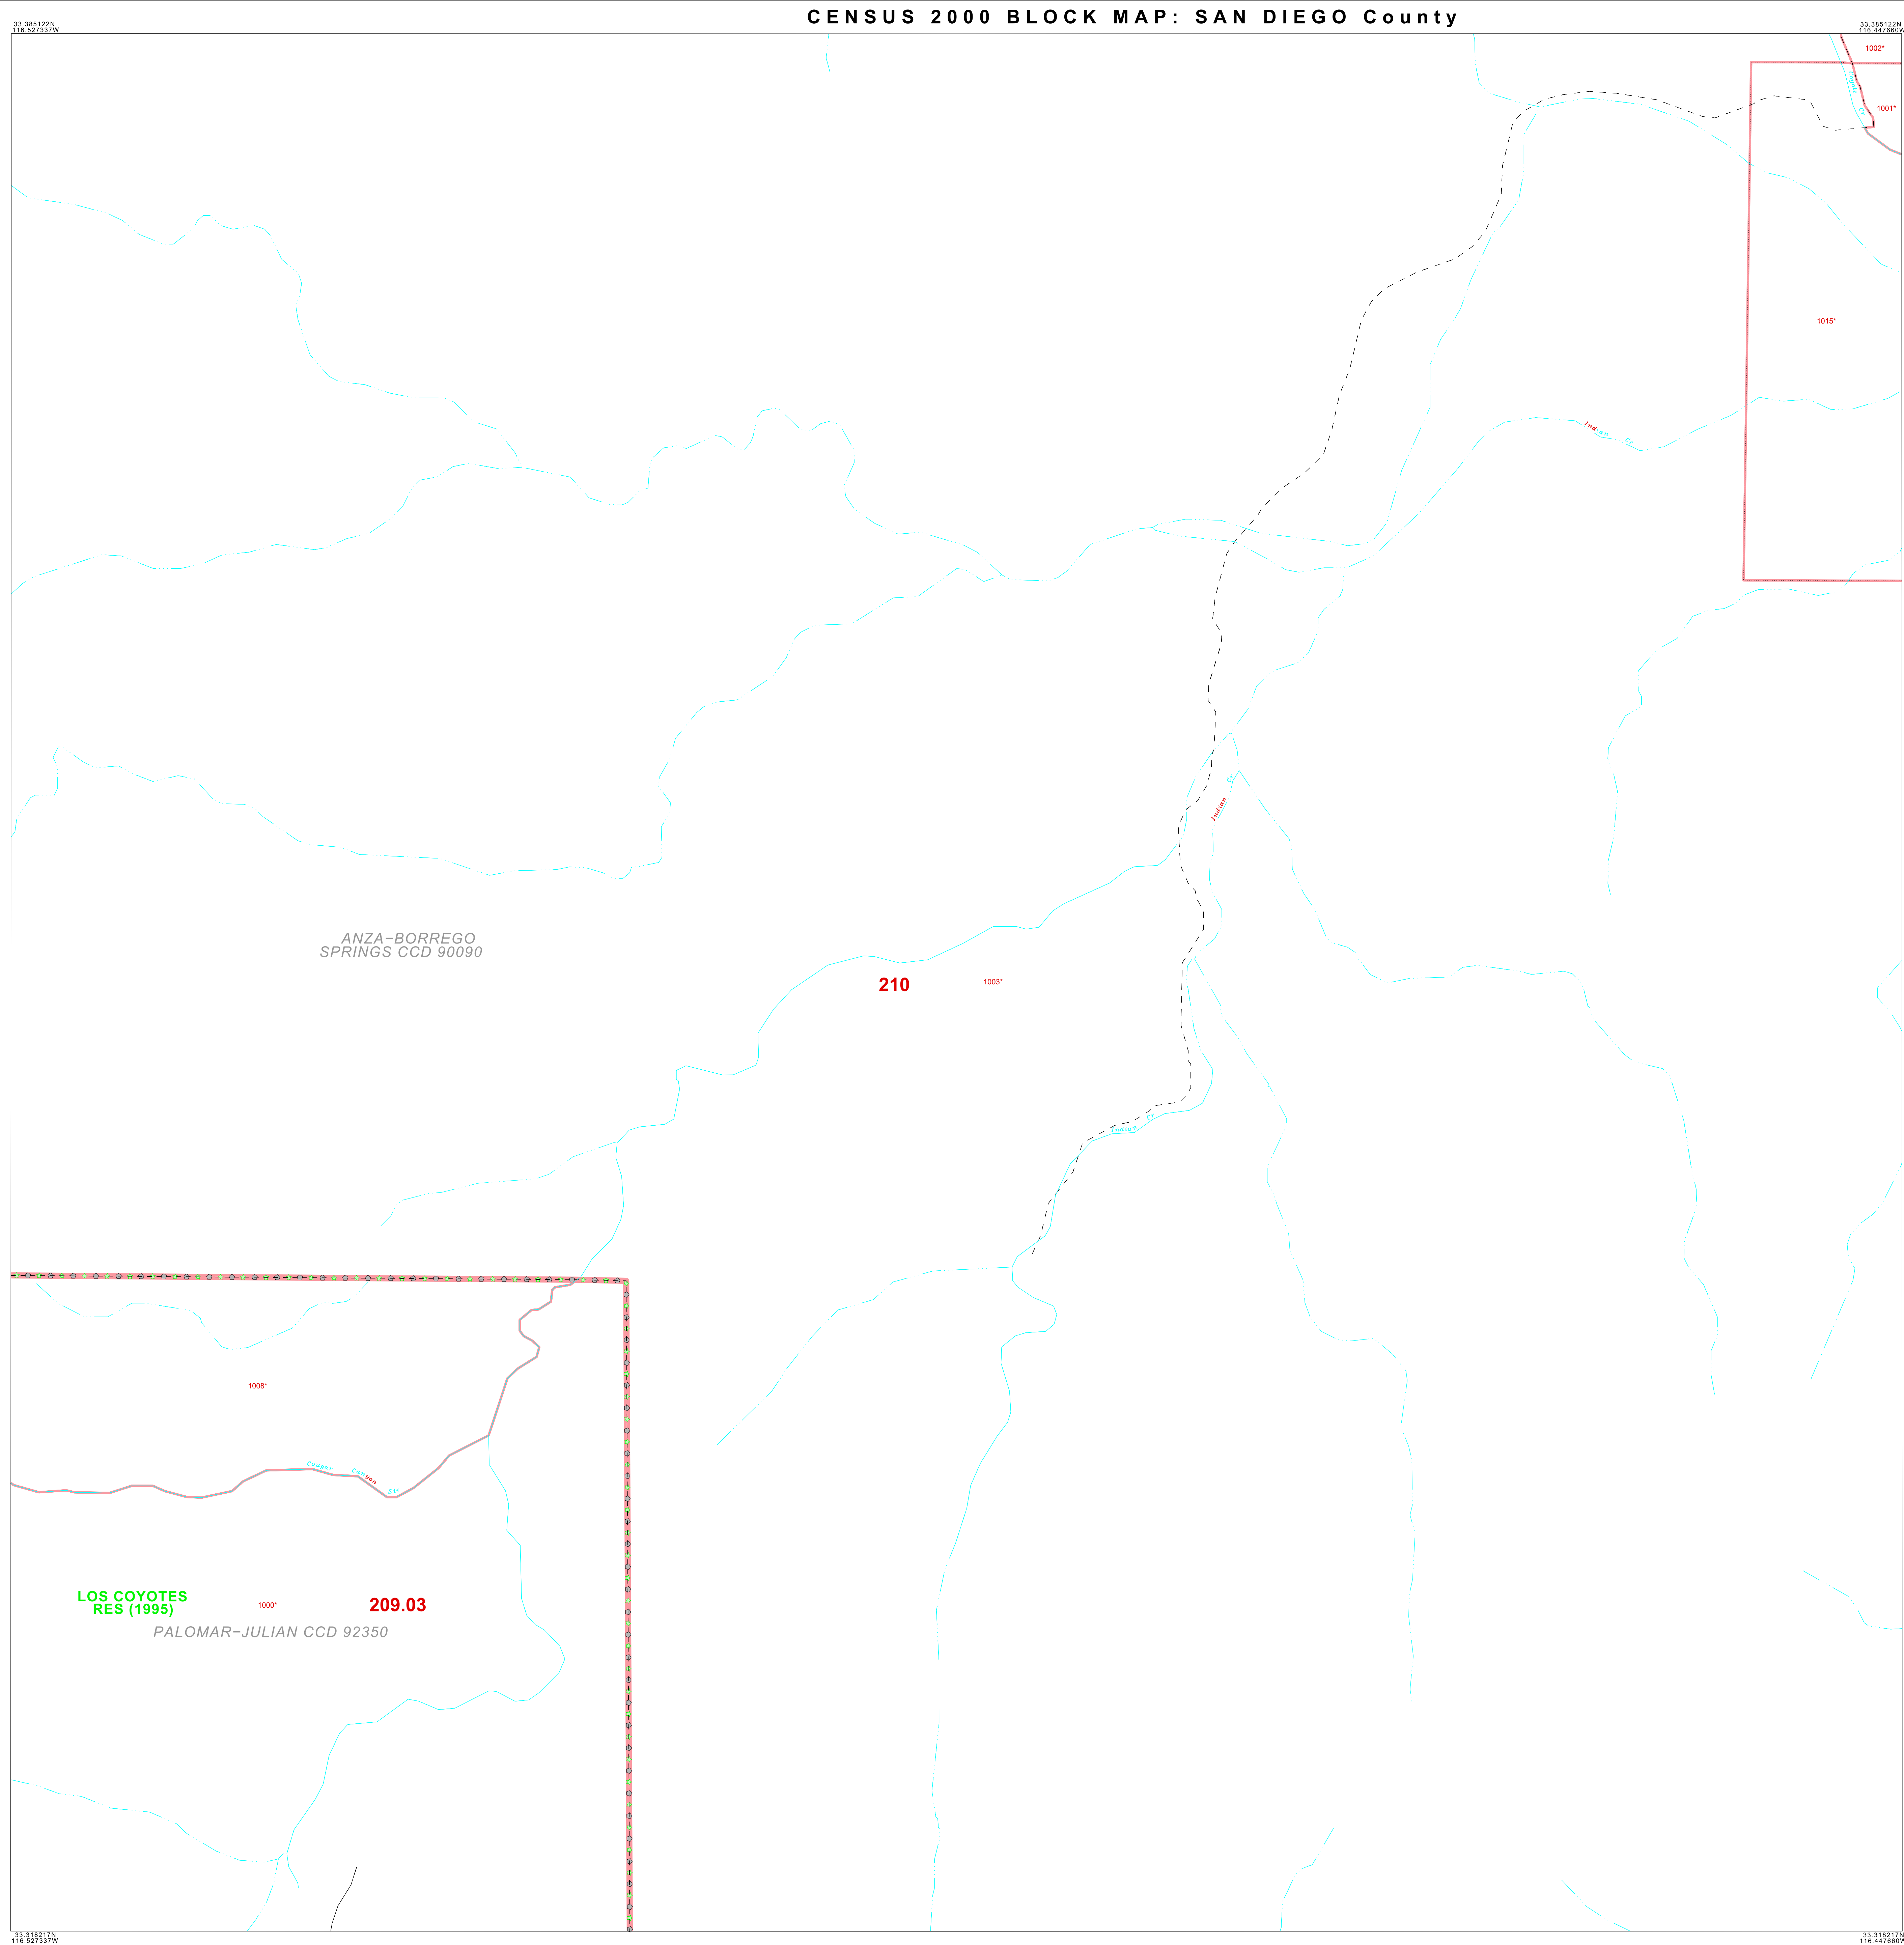 CENSUS 2000 BLOCK MAP: SAN DIEGO County
33.385122N
116.527337W
33.385122N
116.447660W
1002*
1001*
1015*
Indian Cr
Indian Cr
ANZA-BORREGO
SPRINGS CCD 90090
210
1003*
Indian Cr
1008*
Cougar Canyon
LOS COYOTES
RES (1995)
1000*
209.03
PALOMAR-JULIAN CCD 92350
33.318217N
116.527337W
33.318217N
116.447660W